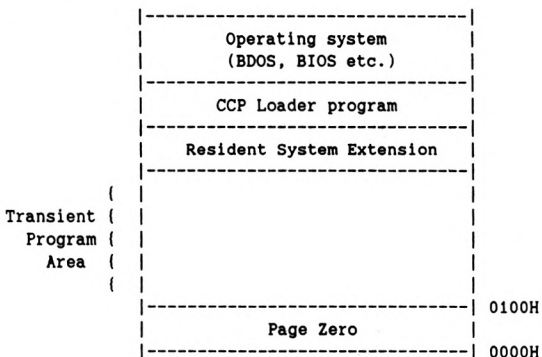 |--------------------------------|
| Operating system |
| (BDOS, BIOS etc.) |
|--------------------------------|
| CCP Loader program |
|--------------------------------|
| Resident System Extension |
|--------------------------------|
{ | |
Transient { | |
Program { | |
Area { | |
{ | |
|--------------------------------| 0100H
| Page Zero |
|--------------------------------| 0000H